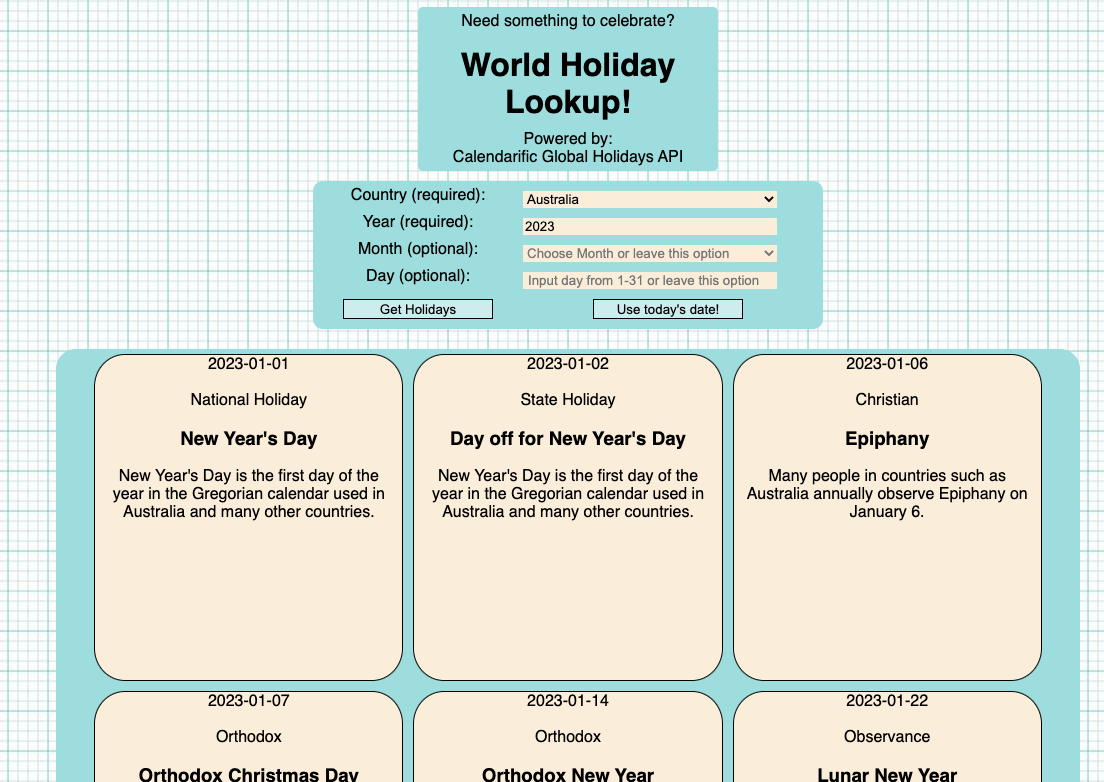 Need something to celebrate?
World Holiday
Lookup!
Powered by:
Calendarific Global Holidays API
Country (required):
Australia
Year (required):
2023
Month (optional):
Choose Month or leave this option
Day (optional):
Input day from 1-31 or leave this option
Get Holidays
Use today's date!
2023-01-01
National Holiday
New Year's Day
New Year's Day is the first day of the
year in the Gregorian calendar used in
Australia and many other countries.
2023-01-02
State Holiday
Day off for New Year's Day
New Year's Day is the first day of the
year in the Gregorian calendar used in
Australia and many other countries.
2023-01-06
Christian
Epiphany
Many people in countries such as
Australia annually observe Epiphany on
January 6.
2023-01-07
Orthodox
Orthodox Christmas Day
2023-01-14
Orthodox
Orthodox New Year
2023-01-22
Observance
Lunar New Year